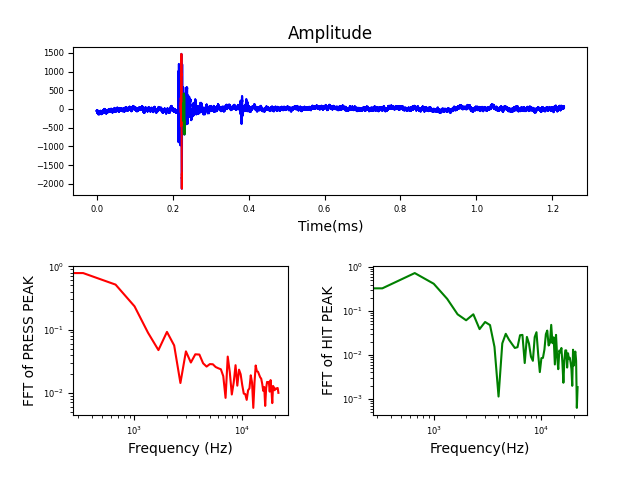 Amplitude
1500
1000
500
0
−500
−1000
−1500
−2000
0.0 0.2 0.4 0.6 0.8 1.0 1.2
Time(ms)
FFT of PRESS PEAK
10⁰
10⁻¹
10⁻²
10³ 10⁴
Frequency (Hz)
FFT of HIT PEAK
10⁰
10⁻¹
10⁻²
10⁻³
10³ 10⁴
Frequency(Hz)